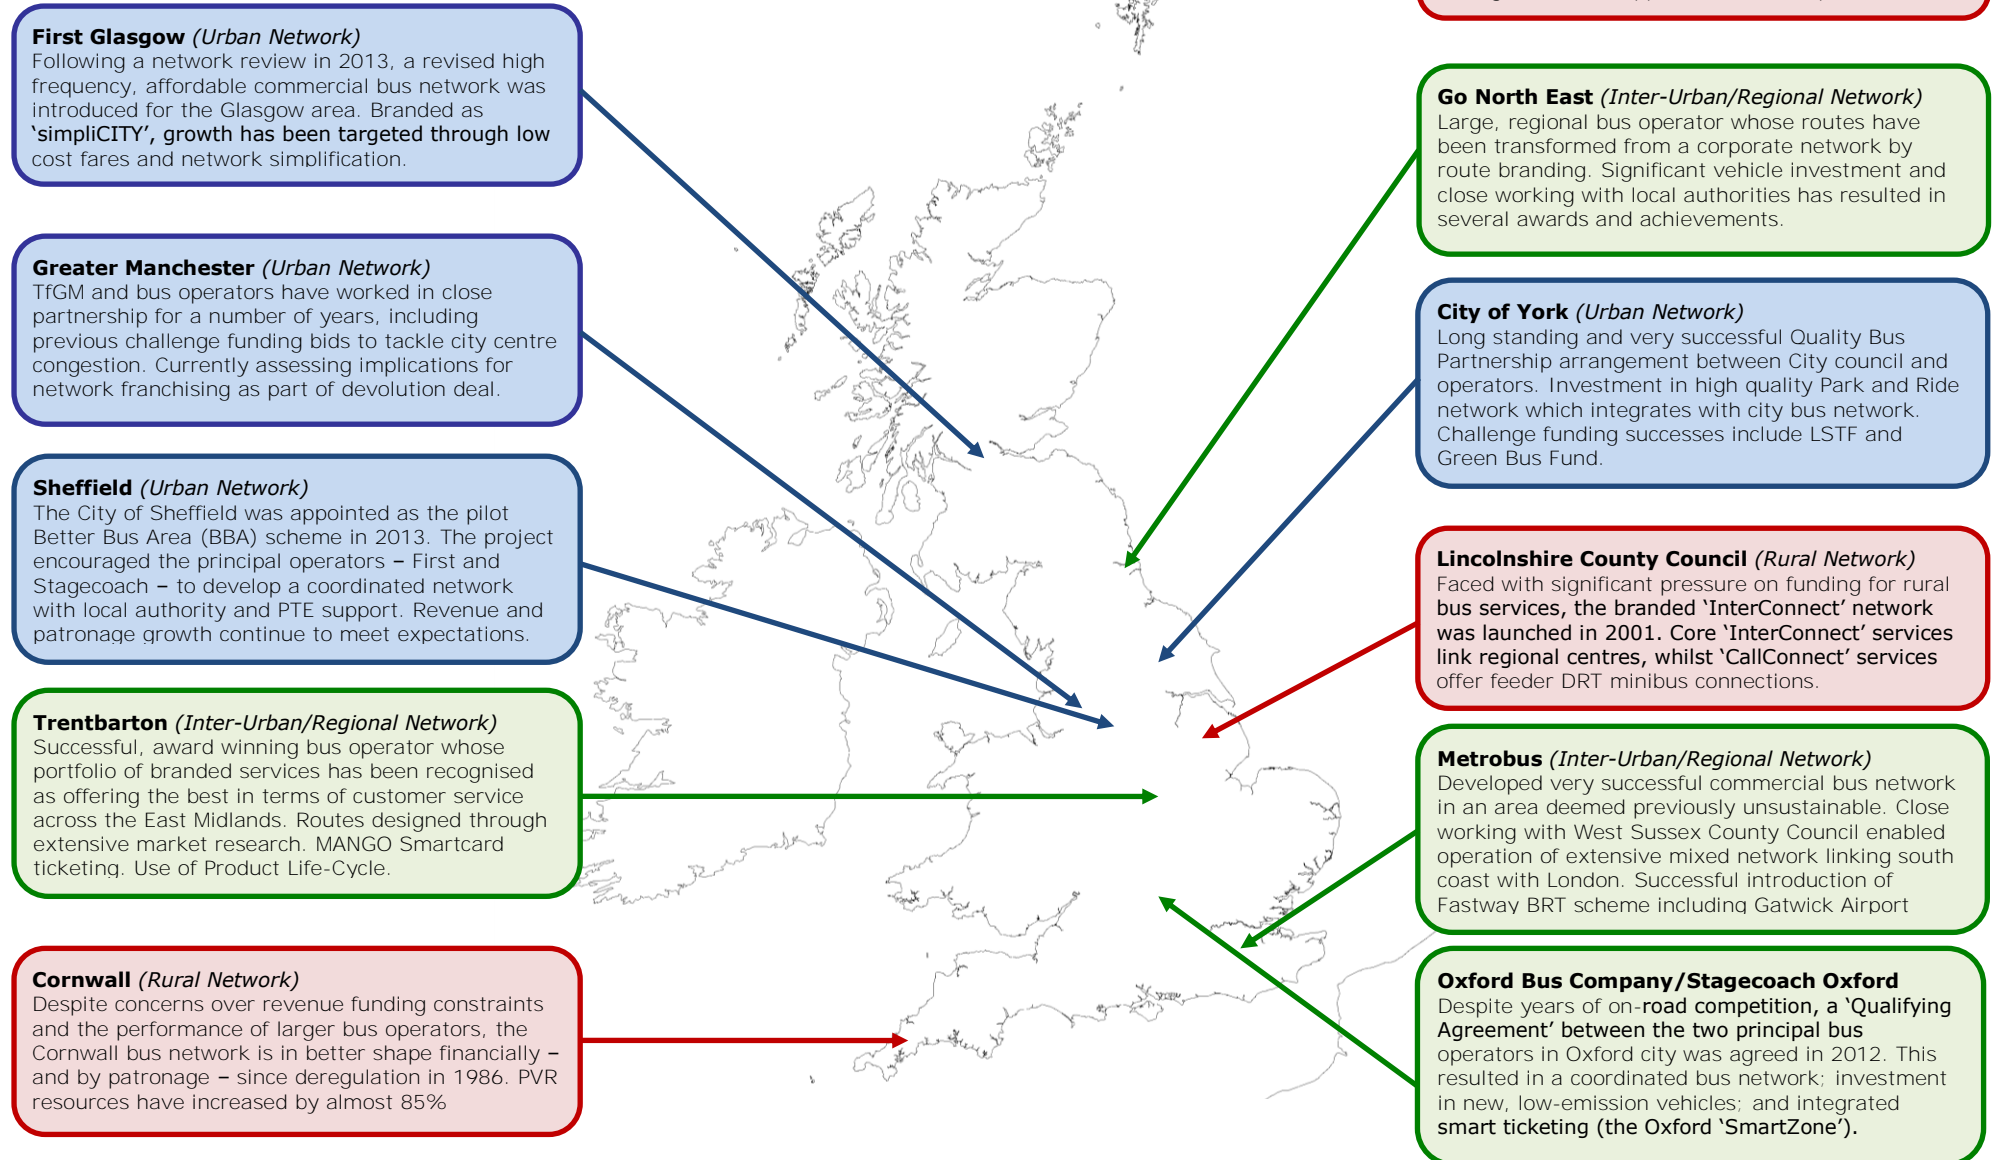 First Glasgow (Urban Network)
Following a network review in 2013, a revised high
frequency, affordable commercial bus network was
introduced for the Glasgow area. Branded as
‘simpliCITY’, growth has been targeted through low
cost fares and network simplification.
Greater Manchester (Urban Network)
TfGM and bus operators have worked in close
partnership for a number of years, including
previous challenge funding bids to tackle city centre
congestion. Currently assessing implications for
network franchising as part of devolution deal.
Sheffield (Urban Network)
The City of Sheffield was appointed as the pilot
Better Bus Area (BBA) scheme in 2013. The project
encouraged the principal operators – First and
Stagecoach – to develop a coordinated network
with local authority and PTE support. Revenue and
patronage growth continue to meet expectations.
Trentbarton (Inter-Urban/Regional Network)
Successful, award winning bus operator whose
portfolio of branded services has been recognised
as offering the best in terms of customer service
across the East Midlands. Routes designed through
extensive market research. MANGO Smartcard
ticketing. Use of Product Life-Cycle.
Cornwall (Rural Network)
Despite concerns over revenue funding constraints
and the performance of larger bus operators, the
Cornwall bus network is in better shape financially –
and by patronage – since deregulation in 1986. PVR
resources have increased by almost 85%
Go North East (Inter-Urban/Regional Network)
Large, regional bus operator whose routes have
been transformed from a corporate network by
route branding. Significant vehicle investment and
close working with local authorities has resulted in
several awards and achievements.
City of York (Urban Network)
Long standing and very successful Quality Bus
Partnership arrangement between City council and
operators. Investment in high quality Park and Ride
network which integrates with city bus network.
Challenge funding successes include LSTF and
Green Bus Fund.
Lincolnshire County Council (Rural Network)
Faced with significant pressure on funding for rural
bus services, the branded ‘InterConnect’ network
was launched in 2001. Core ‘InterConnect’ services
link regional centres, whilst ‘CallConnect’ services
offer feeder DRT minibus connections.
Metrobus (Inter-Urban/Regional Network)
Developed very successful commercial bus network
in an area deemed previously unsustainable. Close
working with West Sussex County Council enabled
operation of extensive mixed network linking south
coast with London. Successful introduction of
Fastway BRT scheme including Gatwick Airport
Oxford Bus Company/Stagecoach Oxford
Despite years of on-road competition, a ‘Qualifying
Agreement’ between the two principal bus
operators in Oxford city was agreed in 2012. This
resulted in a coordinated bus network; investment
in new, low-emission vehicles; and integrated
smart ticketing (the Oxford ‘SmartZone’).